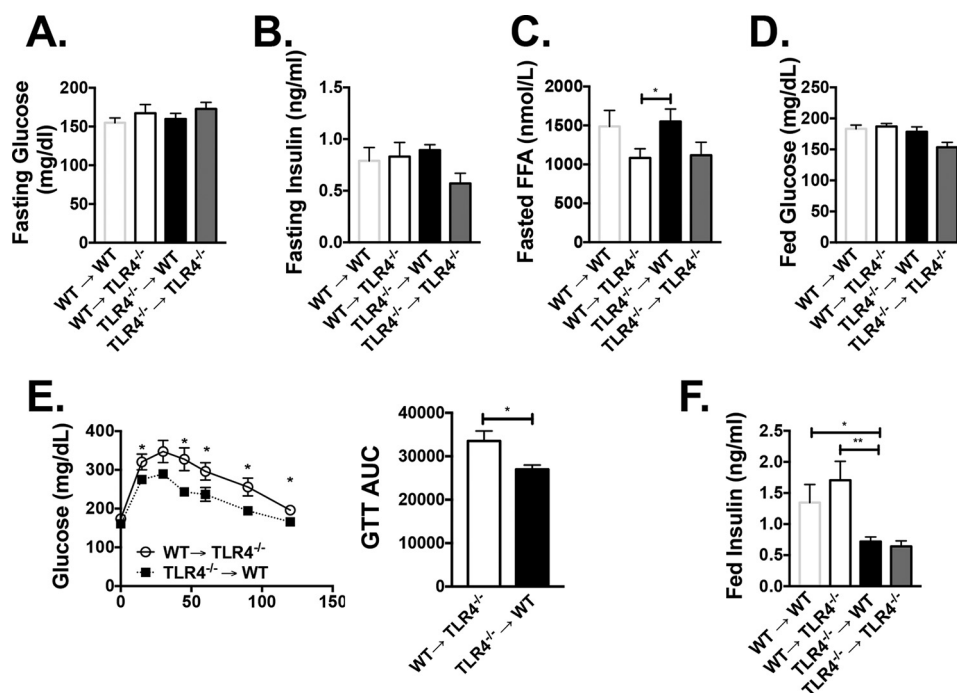 A.
Fasting Glucose
(mg/dl)
200
150
100
50
0
WT → WT
WT → TLR4-/-
TLR4-/- → WT
TLR4-/- → TLR4-/-
B.
Fasting Insulin (ng/ml)
1.5
1.0
0.5
0.0
WT → WT
WT → TLR4-/-
TLR4-/- → WT
TLR4-/- → TLR4-/-
C.
Fasted FFA (nmol/L)
2000
1500
1000
500
0
*
WT → WT
WT → TLR4-/-
TLR4-/- → WT
TLR4-/- → TLR4-/-
D.
Fed Glucose (mg/dL)
250
200
150
100
50
0
WT → WT
WT → TLR4-/-
TLR4-/- → WT
TLR4-/- → TLR4-/-
E.
Glucose (mg/dL)
400
300
200
100
0
* * * * *
WT → TLR4-/-
TLR4-/- → WT
0 50 100 150
GTT AUC
40000
30000
20000
10000
0
*
WT → TLR4-/-
TLR4-/- → WT
F.
Fed Insulin (ng/ml)
2.5
2.0
1.5
1.0
0.5
0.0
*
**
WT → WT
WT → TLR4-/-
TLR4-/- → WT
TLR4-/- → TLR4-/-